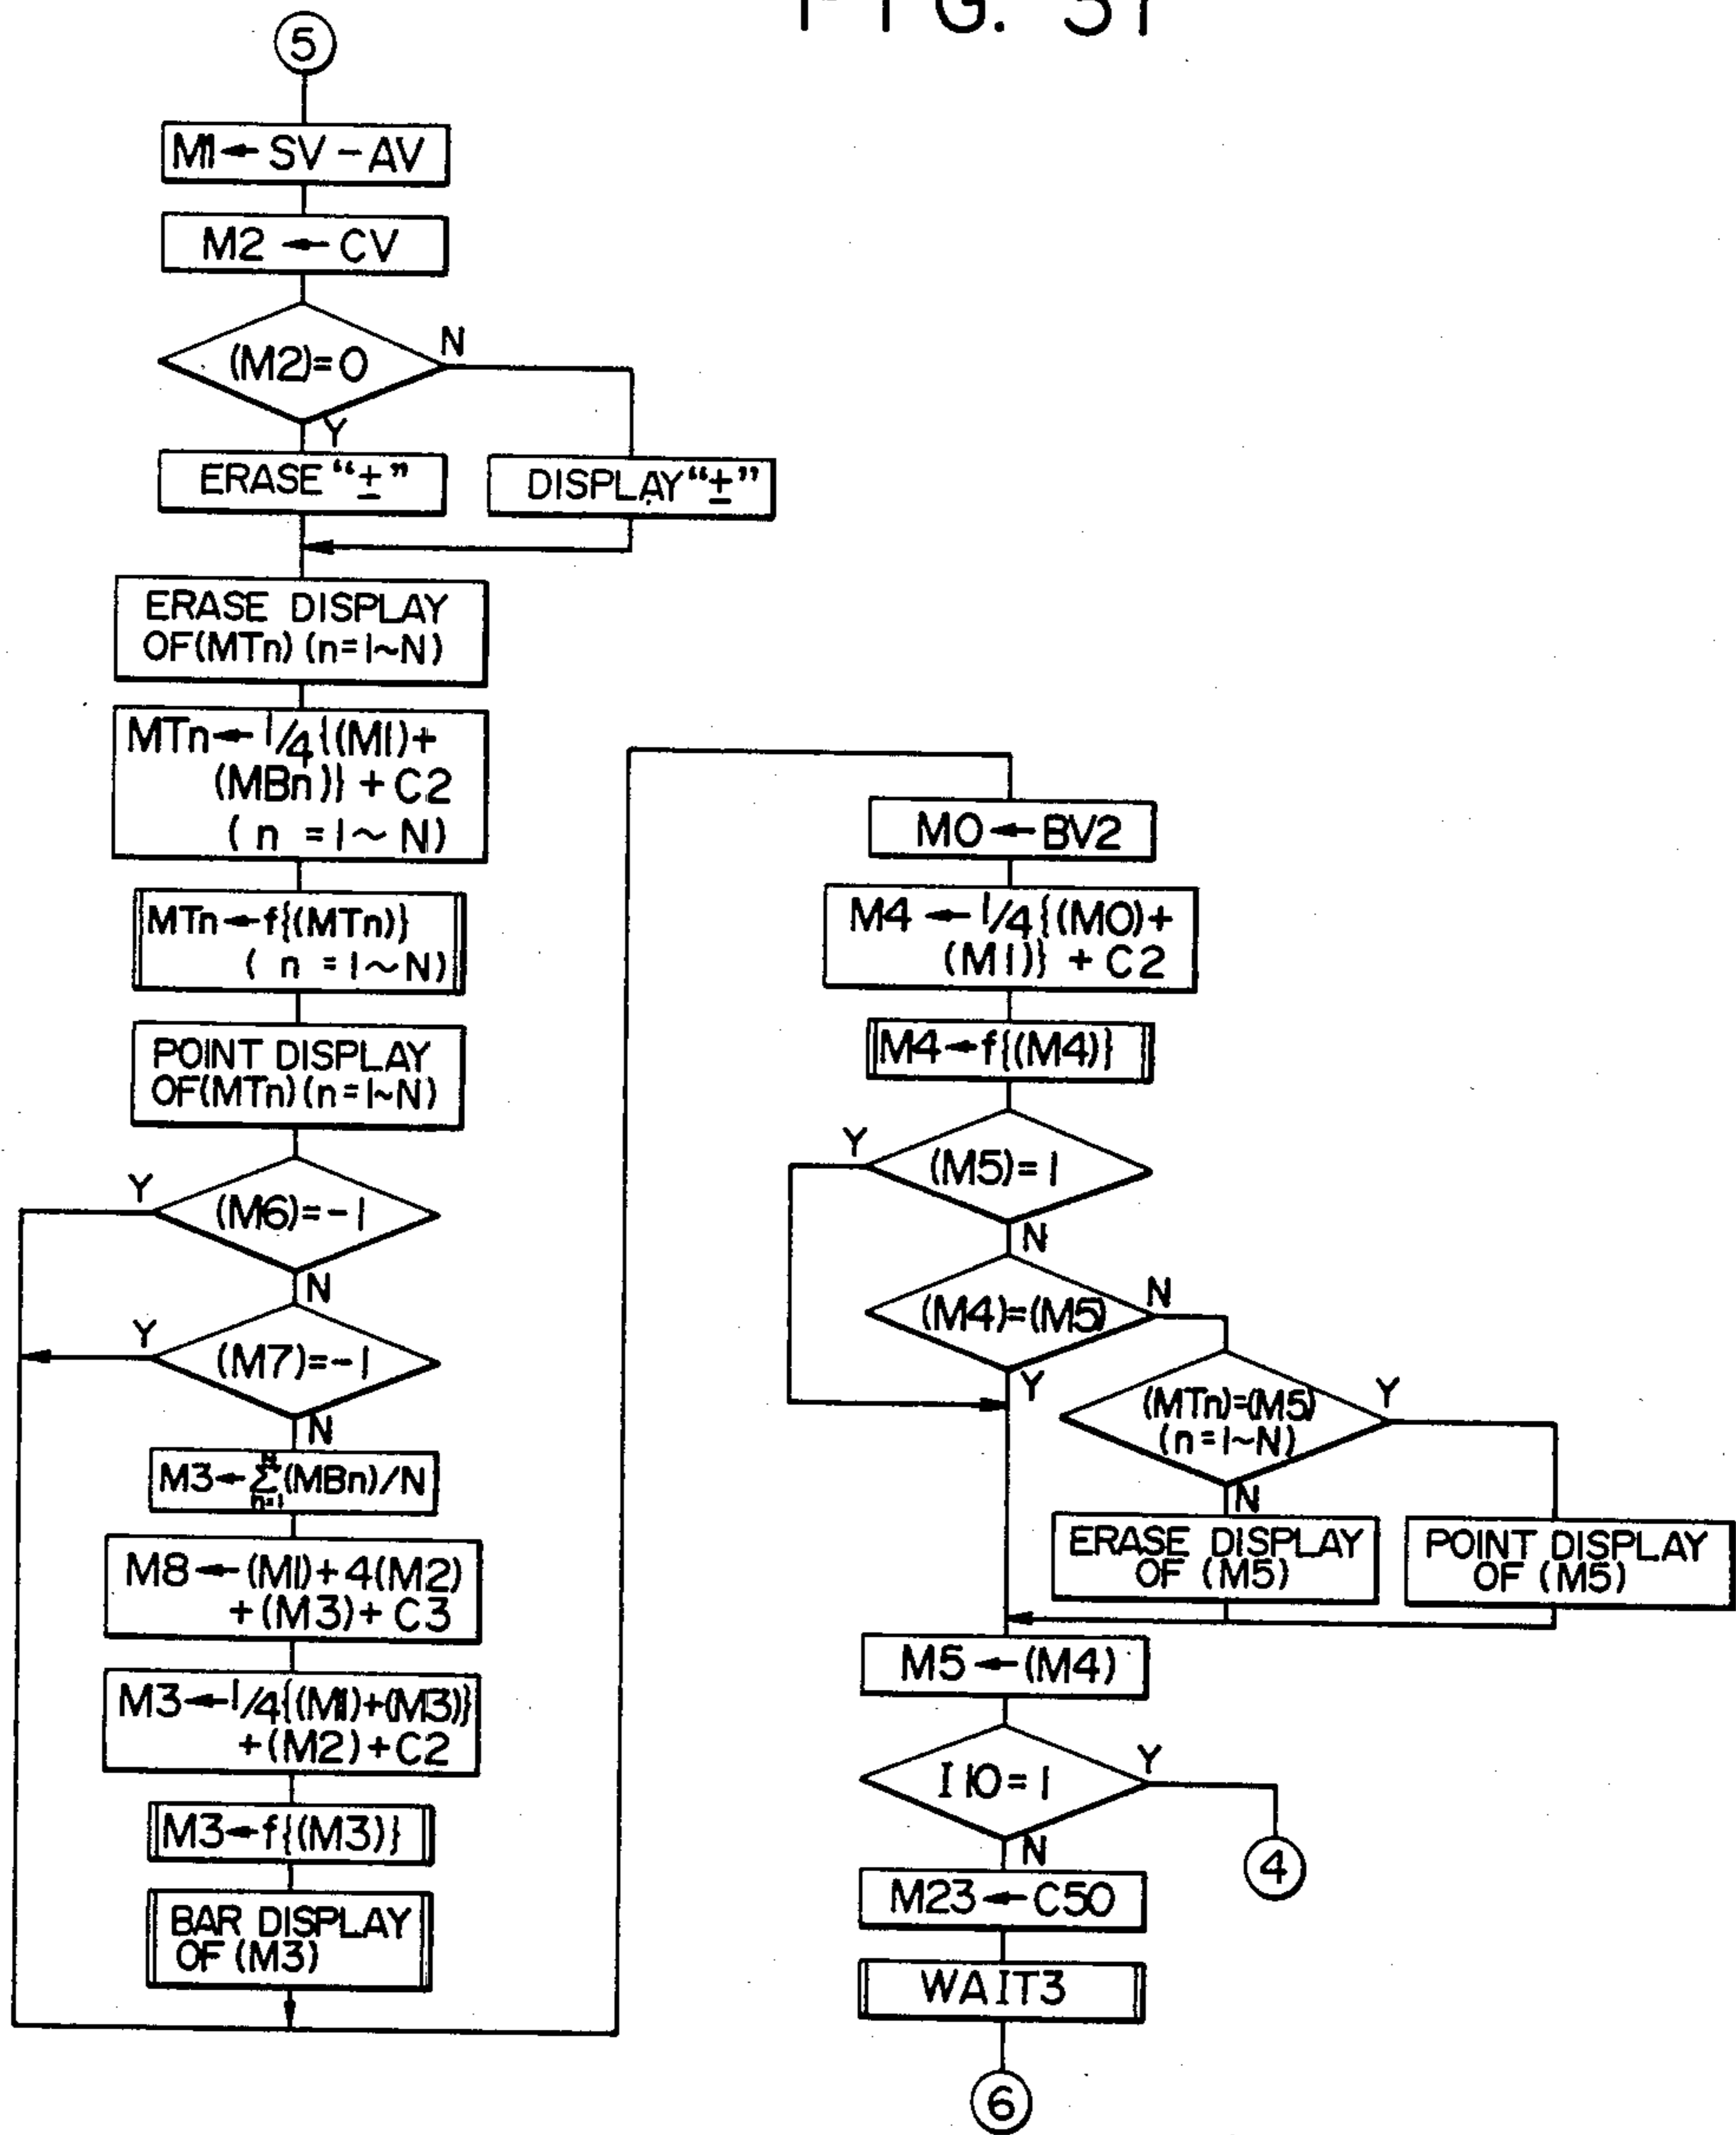 FIG. 31
5
M1←SV-AV
M2←CV
(M2)=0
N
Y
ERASE "±"
DISPLAY "±"
ERASE DISPLAY
OF(MTn) (n=1~N)
MTn←1/4{(M1)+
(MBn)}+C2
(n=1~N)
MTn←f{(MTn)}
(n=1~N)
POINT DISPLAY
OF(MTn)(n=1~N)
Y
(M6)=-1
N
Y
(M7)=-1
N
M3←Σ(MBn)/N
N
n=1
M8←(M1)+4(M2)
+(M3)+C3
M3←1/4{(M1)+(M3)}
+(M2)+C2
M3←f{(M3)}
BAR DISPLAY
OF (M3)
M0←BV2
M4←1/4{(M0)+
(M1)}+C2
M4←f{(M4)}
Y
(M5)=1
N
(M4)=(M5)
N
Y
(MTn)=(M5)
(n=1~N)
Y
N
ERASE DISPLAY
OF (M5)
POINT DISPLAY
OF (M5)
M5←(M4)
I10=1
Y
N
4
M23←C50
WAIT3
6